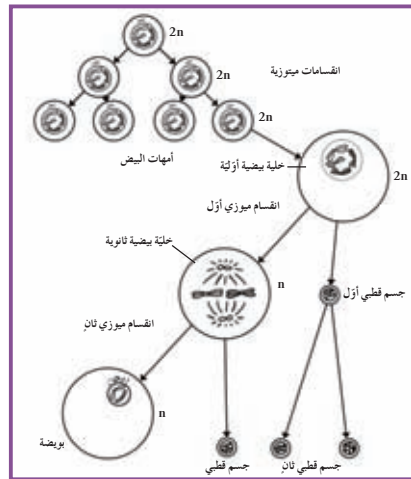 2n
انقسامات ميتوزية
2n
2n
أمهات البيض
خلية بيضية أوّليّة
2n
انقسام ميوزي أول
خليّة بيضية ثانوية
n
جسم قطبي أوّل
انقسام ميوزي ثانٍ
n
بويضة
جسم قطبي
جسم قطبي ثانٍ